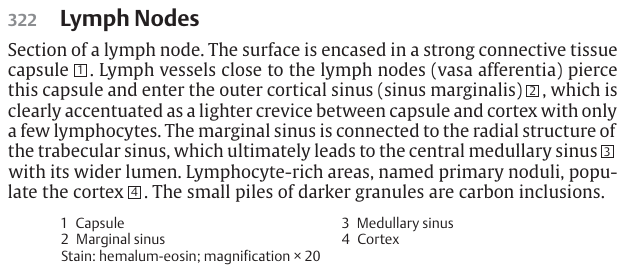 322 Lymph Nodes
Section of a lymph node. The surface is encased in a strong connective tissue
capsule 1. Lymph vessels close to the lymph nodes (vasa afferentia) pierce
this capsule and enter the outer cortical sinus (sinus marginalis) 2, which is
clearly accentuated as a lighter crevice between capsule and cortex with only
a few lymphocytes. The marginal sinus is connected to the radial structure of
the trabecular sinus, which ultimately leads to the central medullary sinus 3
with its wider lumen. Lymphocyte-rich areas, named primary noduli, popu-
late the cortex 4. The small piles of darker granules are carbon inclusions.
1 Capsule 3 Medullary sinus
2 Marginal sinus 4 Cortex
Stain: hemalum-eosin; magnification × 20